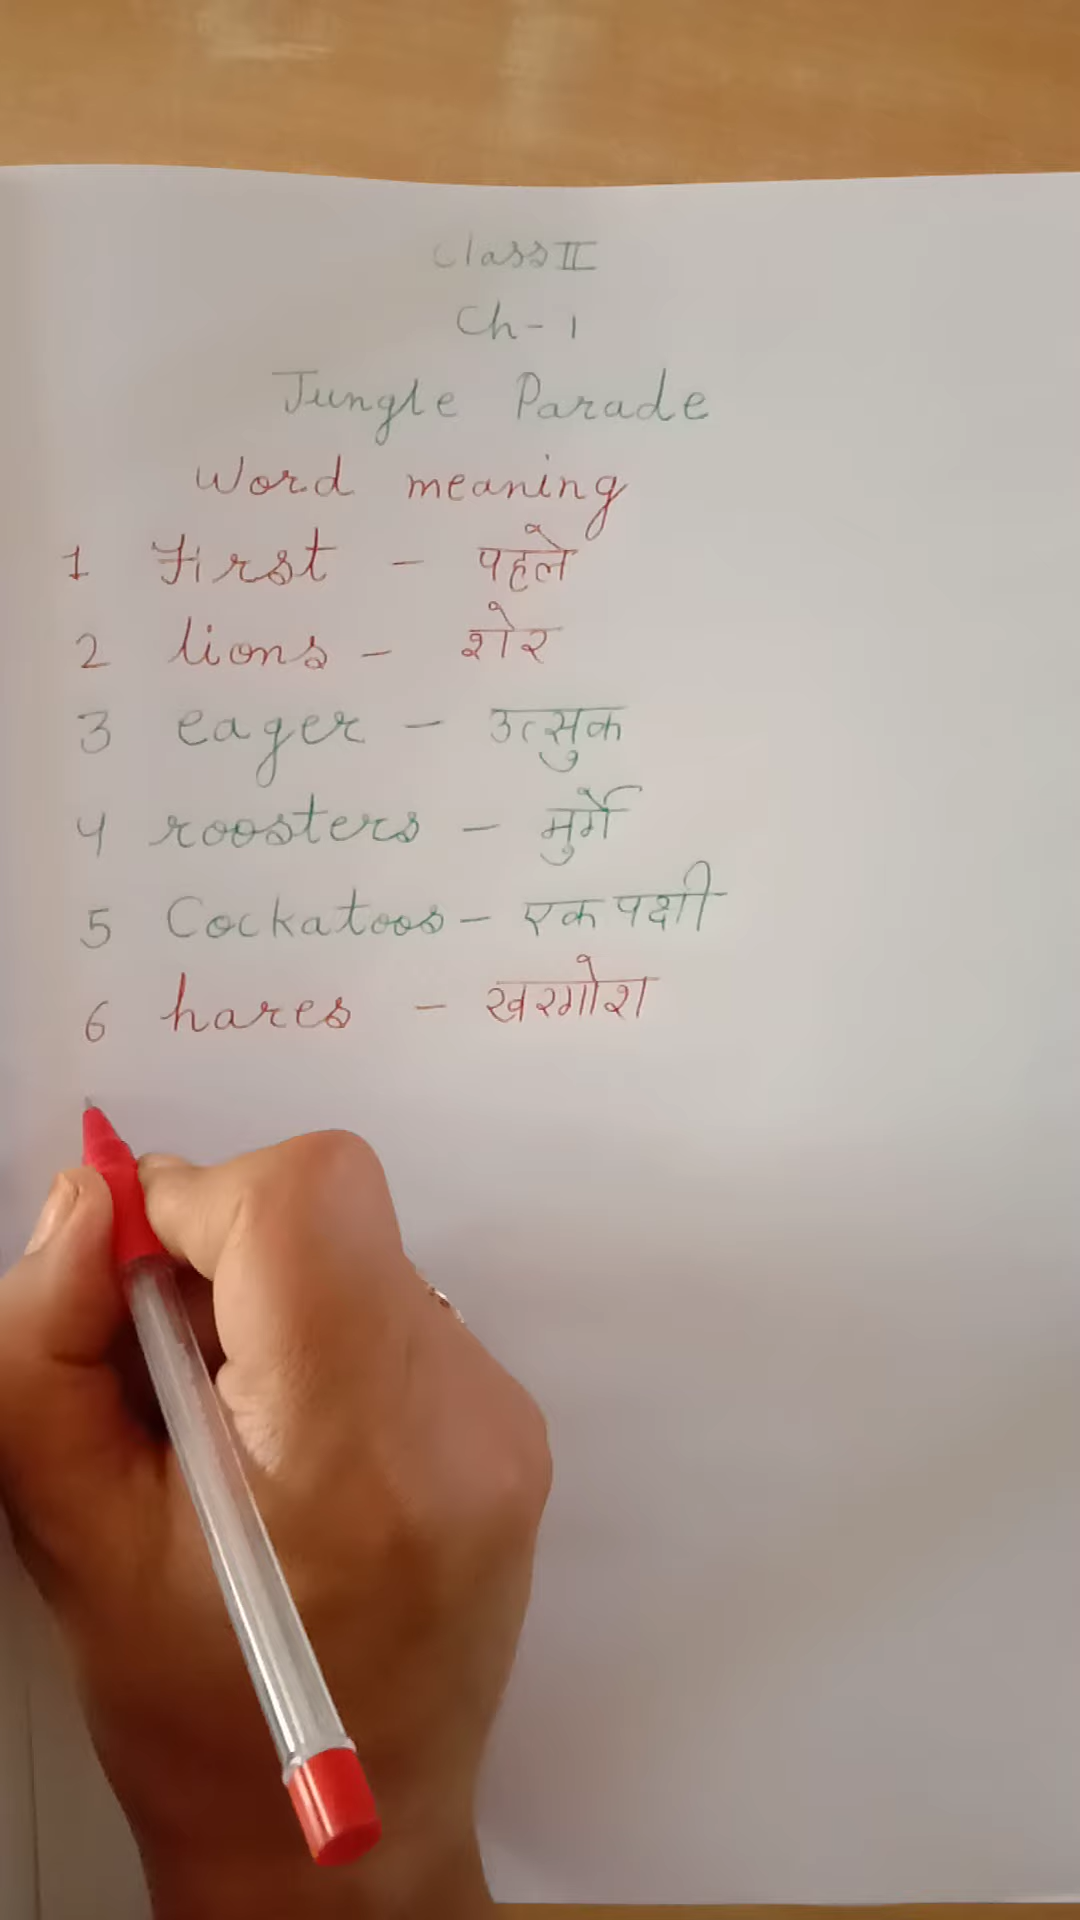 Class II
Ch- 1
Jungle Parade
Word meaning
1 First - पहले
2 lions - शेर
3 eager - उत्सुक
4 roosters - मुर्गे
5 Cockatoos - एक पक्षी
6 hares - खरगोश